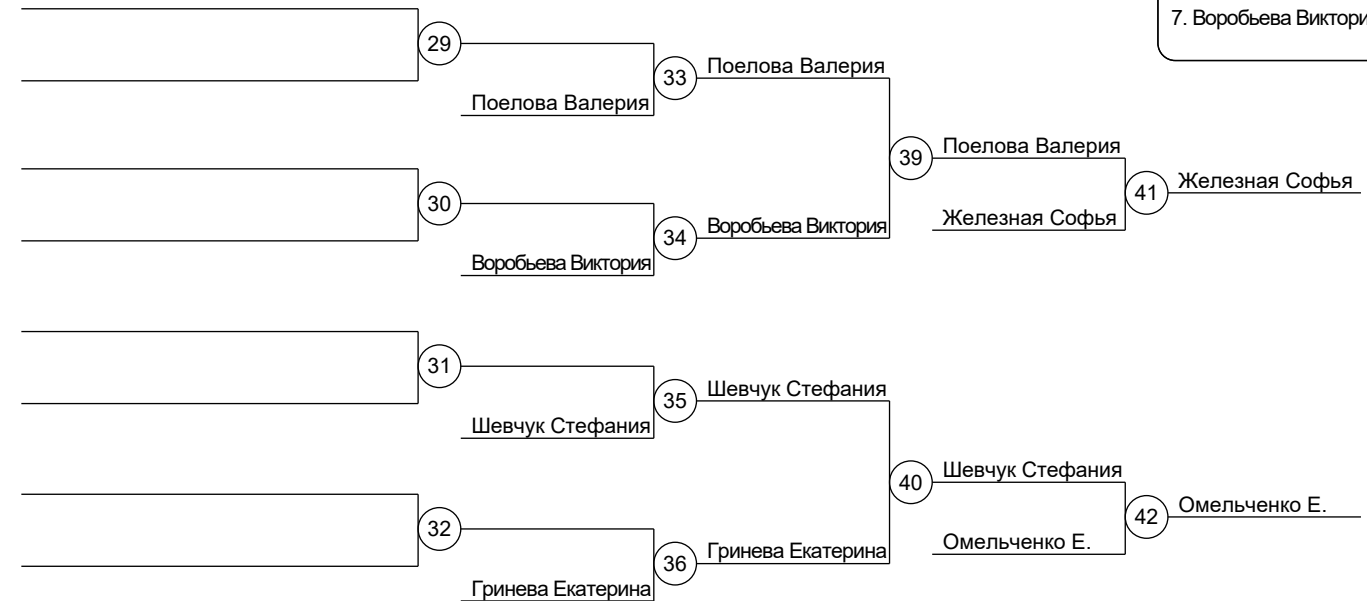 7. Воробьева Виктори
29
33
Поелова Валерия
Поелова Валерия
39
Поелова Валерия
41
Железная Софья
Железная Софья
30
34
Воробьева Виктория
Воробьева Виктория
31
35
Шевчук Стефания
Шевчук Стефания
40
Шевчук Стефания
42
Омельченко Е.
Омельченко Е.
32
36
Гринева Екатерина
Гринева Екатерина